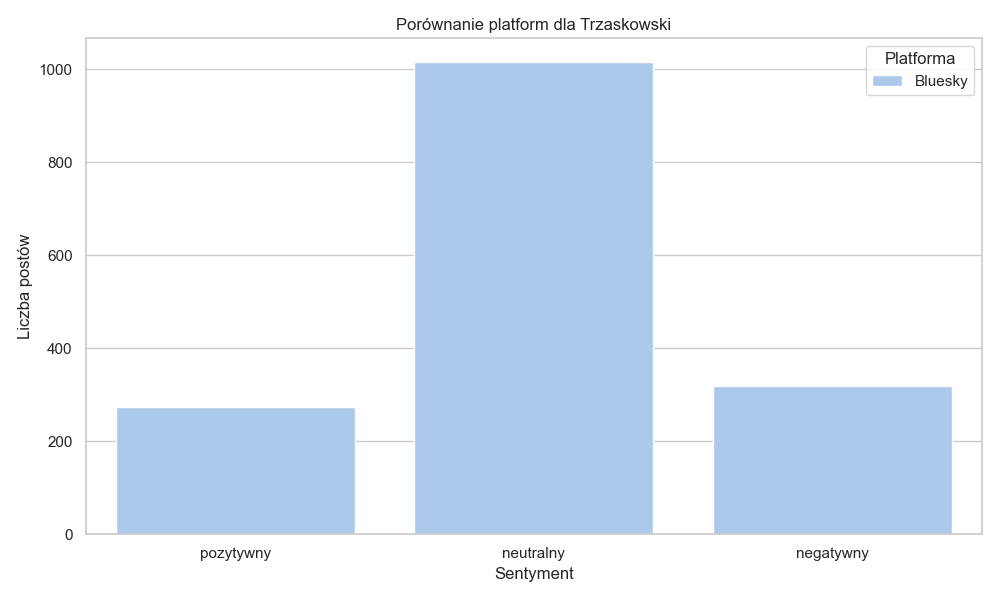 Porównanie platform dla Trzaskowski
Platforma
Bluesky
Liczba postów
1000
800
600
400
200
0
pozytywny
neutralny
negatywny
Sentyment